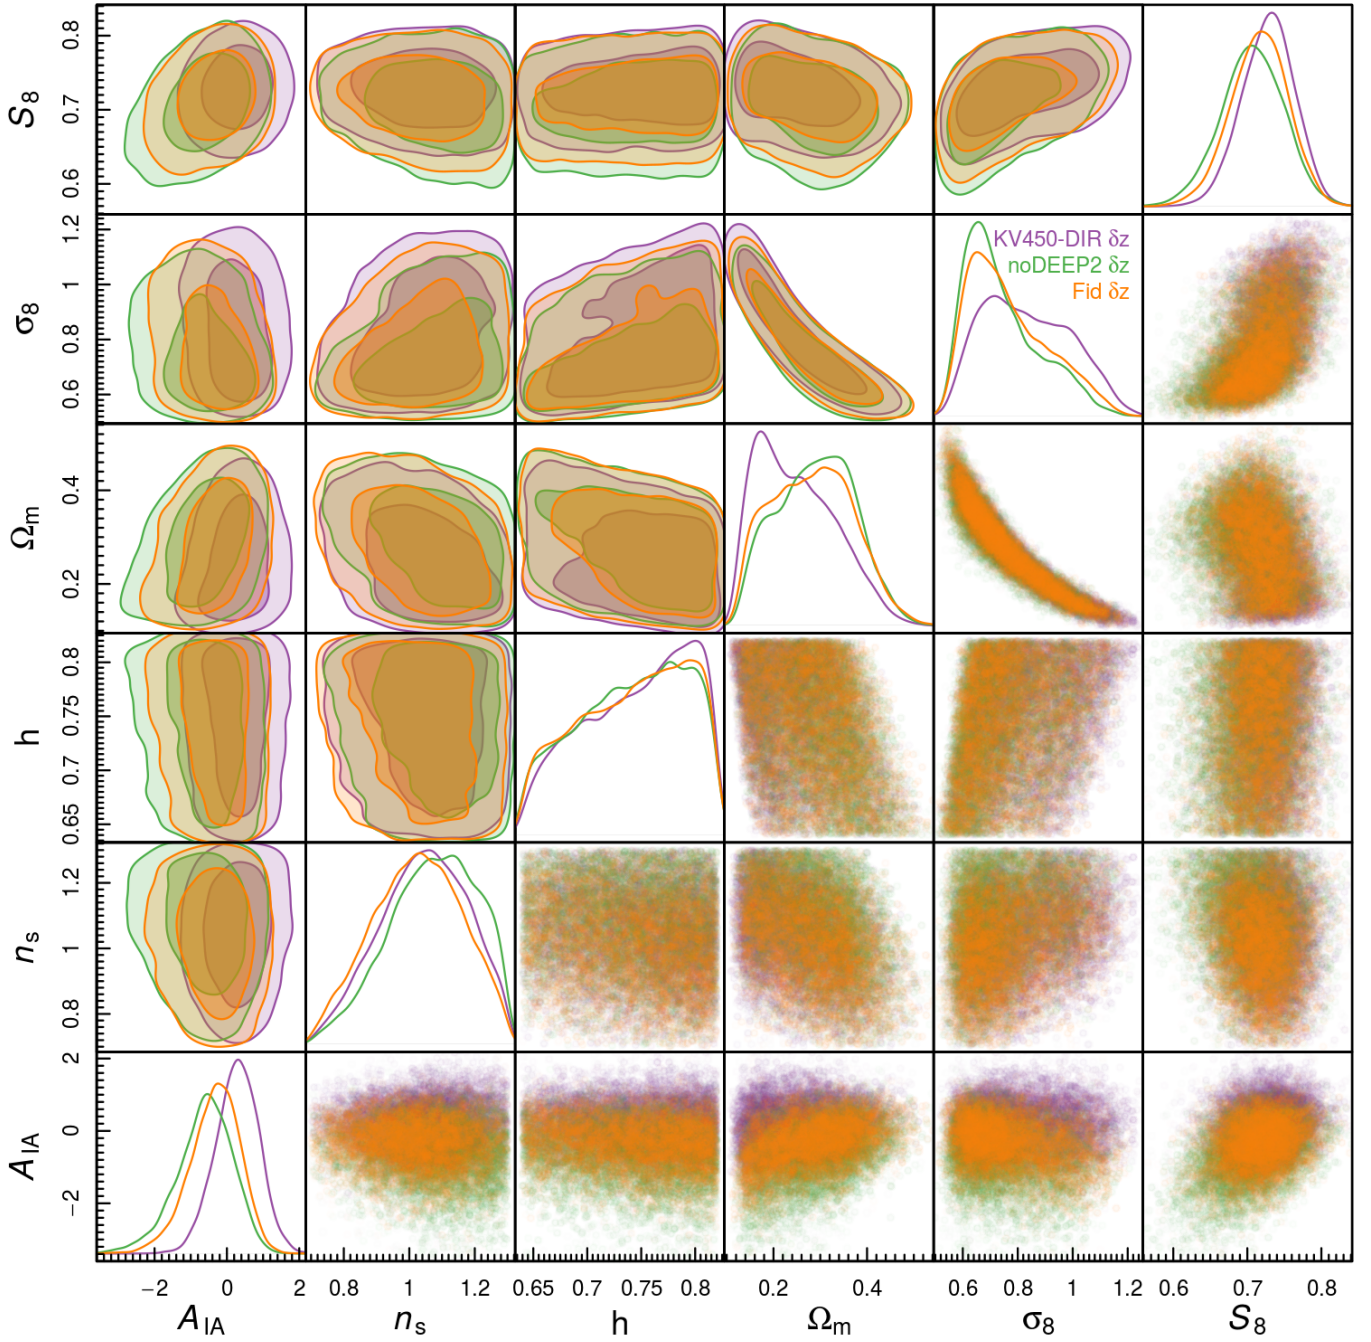 S8
0.6 0.7 0.8
σ8
0.6 0.8 1 1.2
KV450-DIR δz
noDEEP2 δz
Fid δz
Ωm
0.2 0.4
h
0.65 0.7 0.75 0.8
ns
0.8 1 1.2
AIA
−2 0 2
−2 0 2
0.8 1 1.2
0.65 0.7 0.75 0.8
0.2 0.4
0.6 0.8 1 1.2
0.6 0.7 0.8
AIA ns h Ωm σ8 S8